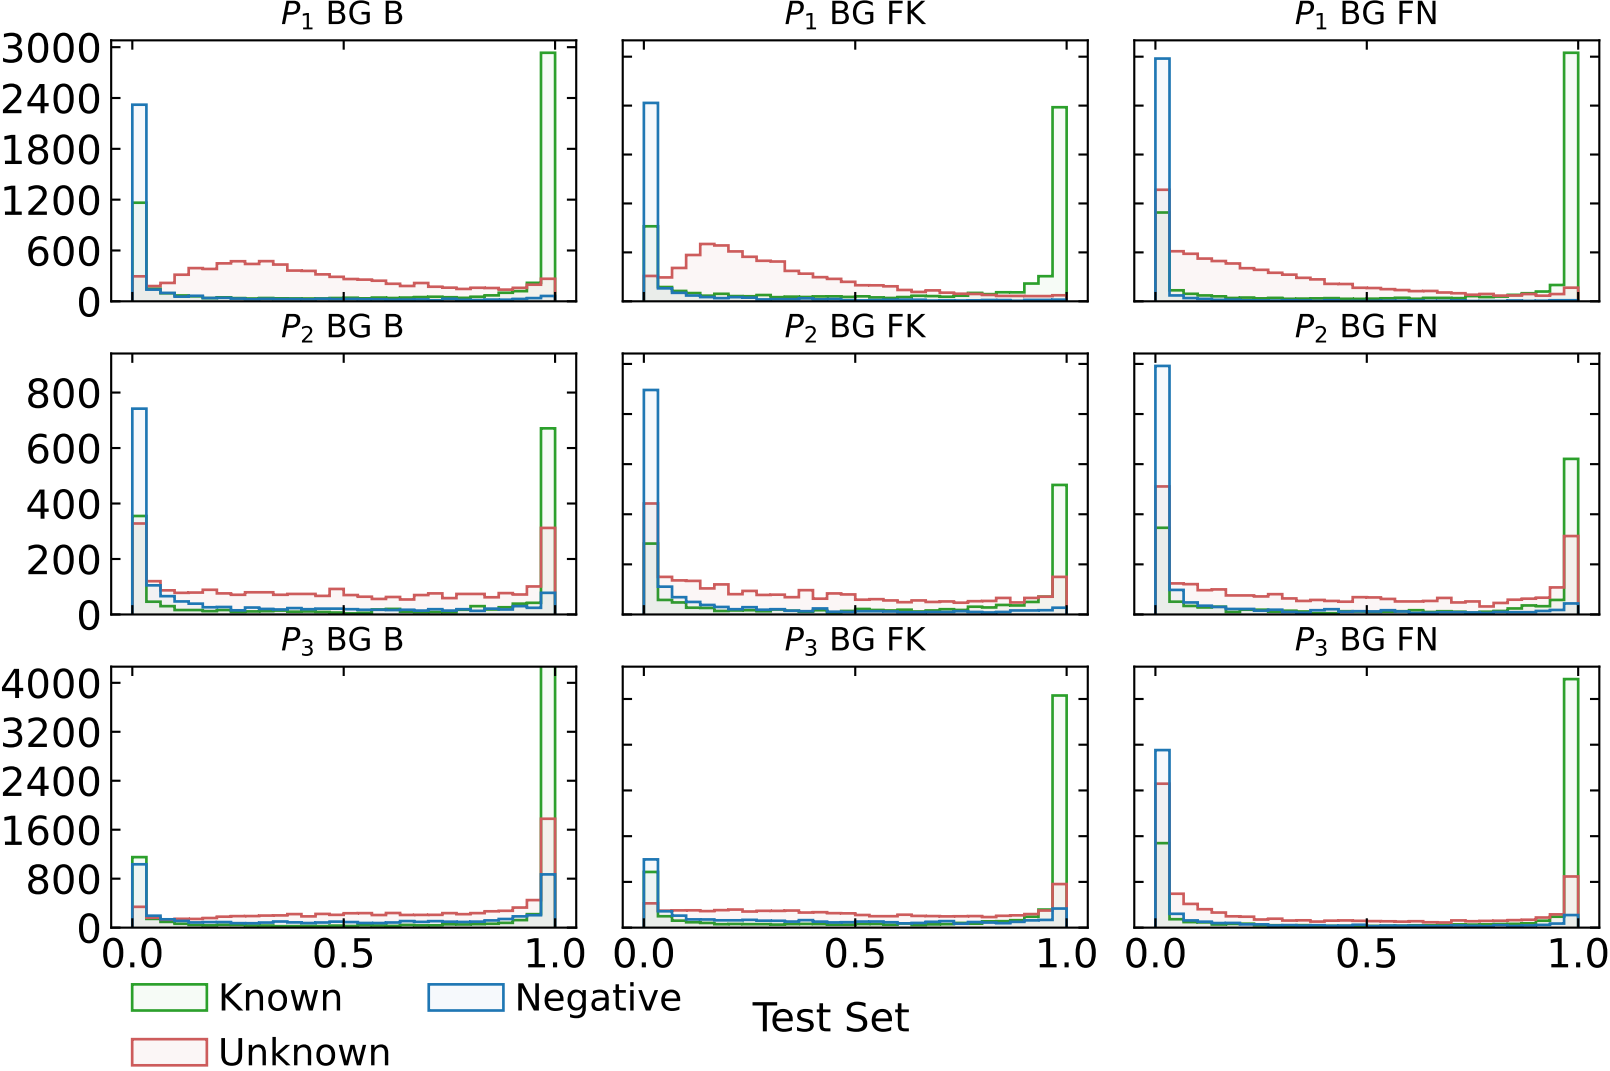 P1 BG B
P1 BG FK
P1 BG FN
3000
2400
1800
1200
600
0
P2 BG B
P2 BG FK
P2 BG FN
800
600
400
200
0
P3 BG B
P3 BG FK
P3 BG FN
4000
3200
2400
1600
800
0
0.0 0.5 1.0
0.0 0.5 1.0
0.0 0.5 1.0
Known
Negative
Unknown
Test Set